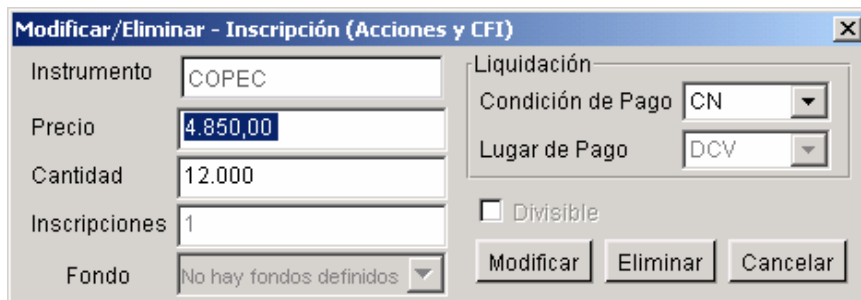 Modificar/Eliminar - Inscripción (Acciones y CFI)
Instrumento COPEC
Precio 4.850,00
Cantidad 12.000
Inscripciones 1
Fondo No hay fondos definidos
Liquidación
Condición de Pago CN
Lugar de Pago DCV
Divisible
Modificar Eliminar Cancelar